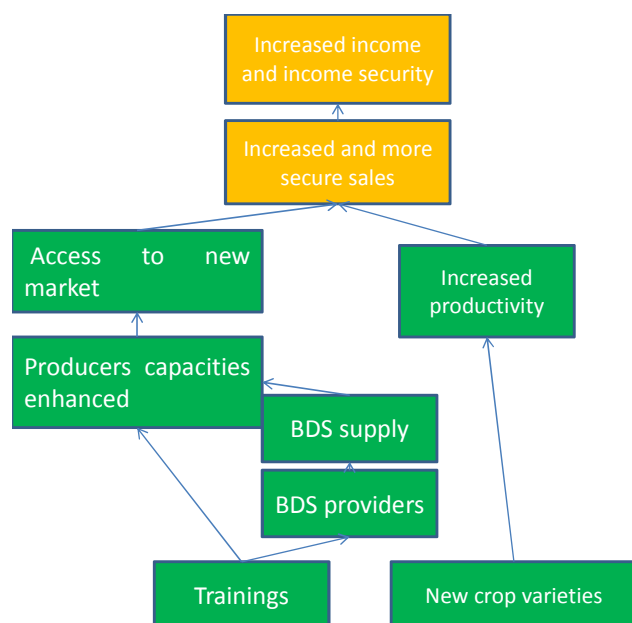 Increased income
and income security
Increased and more
secure sales
Access to new
market
Increased
productivity
Producers capacities
enhanced
BDS supply
BDS providers
Trainings
New crop varieties